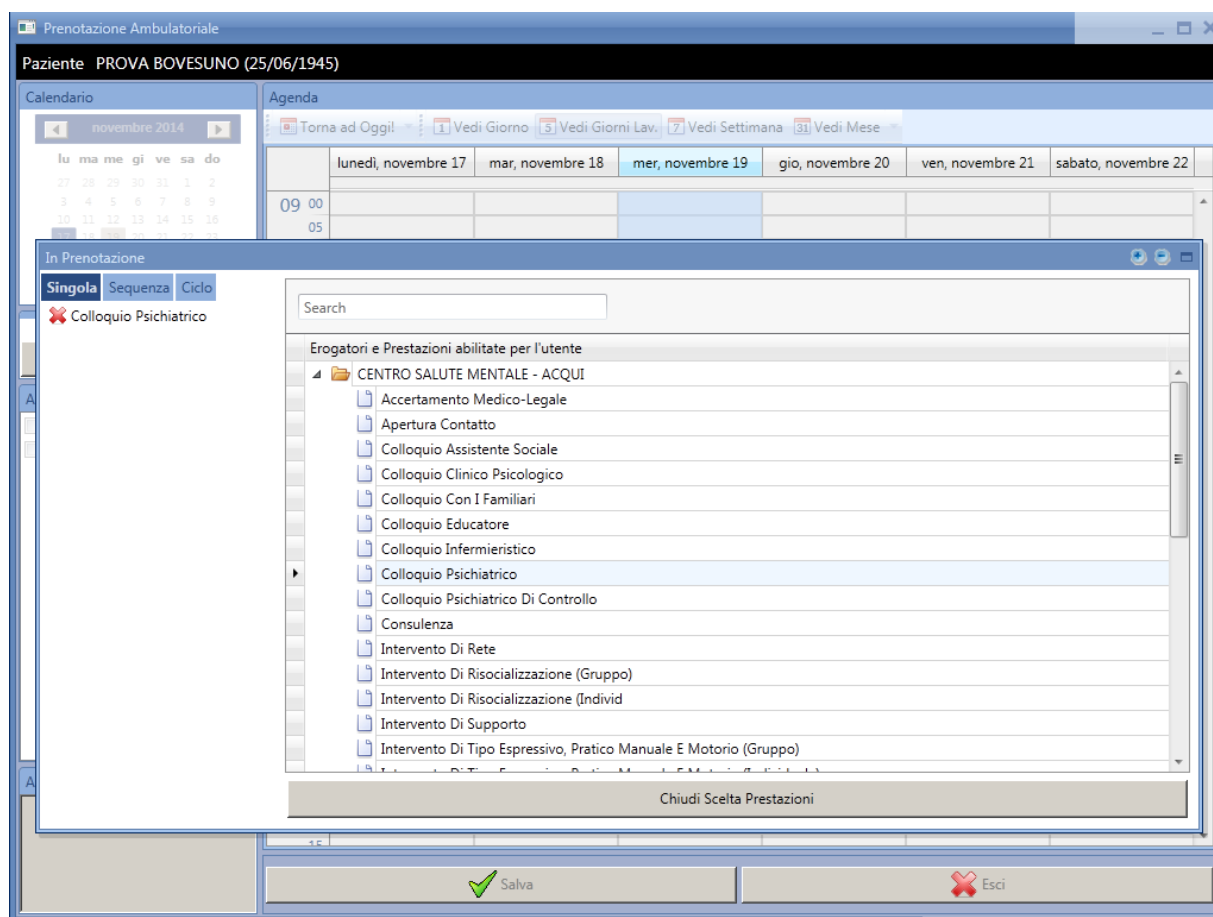 Prenotazione Ambulatoriale
Paziente PROVA BOVESUNO (25/06/1945)
Calendario
novembre 2014
lu ma me gi ve sa do
27 28 29 30 31 1 2
3 4 5 6 7 8 9
10 11 12 13 14 15 16
Agenda
Torna ad Oggi! 1 Vedi Giorno 5 Vedi Giorni Lav. 7 Vedi Settimana 31 Vedi Mese
lunedì, novembre 17 mar, novembre 18 mer, novembre 19 gio, novembre 20 ven, novembre 21 sabato, novembre 22
09 00
05
In Prenotazione
Singola Sequenza Ciclo
Colloquio Psichiatrico
Search
Erogatori e Prestazioni abilitate per l'utente
CENTRO SALUTE MENTALE - ACQUI
Accertamento Medico-Legale
Apertura Contatto
Colloquio Assistente Sociale
Colloquio Clinico Psicologico
Colloquio Con I Familiari
Colloquio Educatore
Colloquio Infermieristico
Colloquio Psichiatrico
Colloquio Psichiatrico Di Controllo
Consulenza
Intervento Di Rete
Intervento Di Risocializzazione (Gruppo)
Intervento Di Risocializzazione (Individ
Intervento Di Supporto
Intervento Di Tipo Espressivo, Pratico Manuale E Motorio (Gruppo)
Chiudi Scelta Prestazioni
Salva
Esci